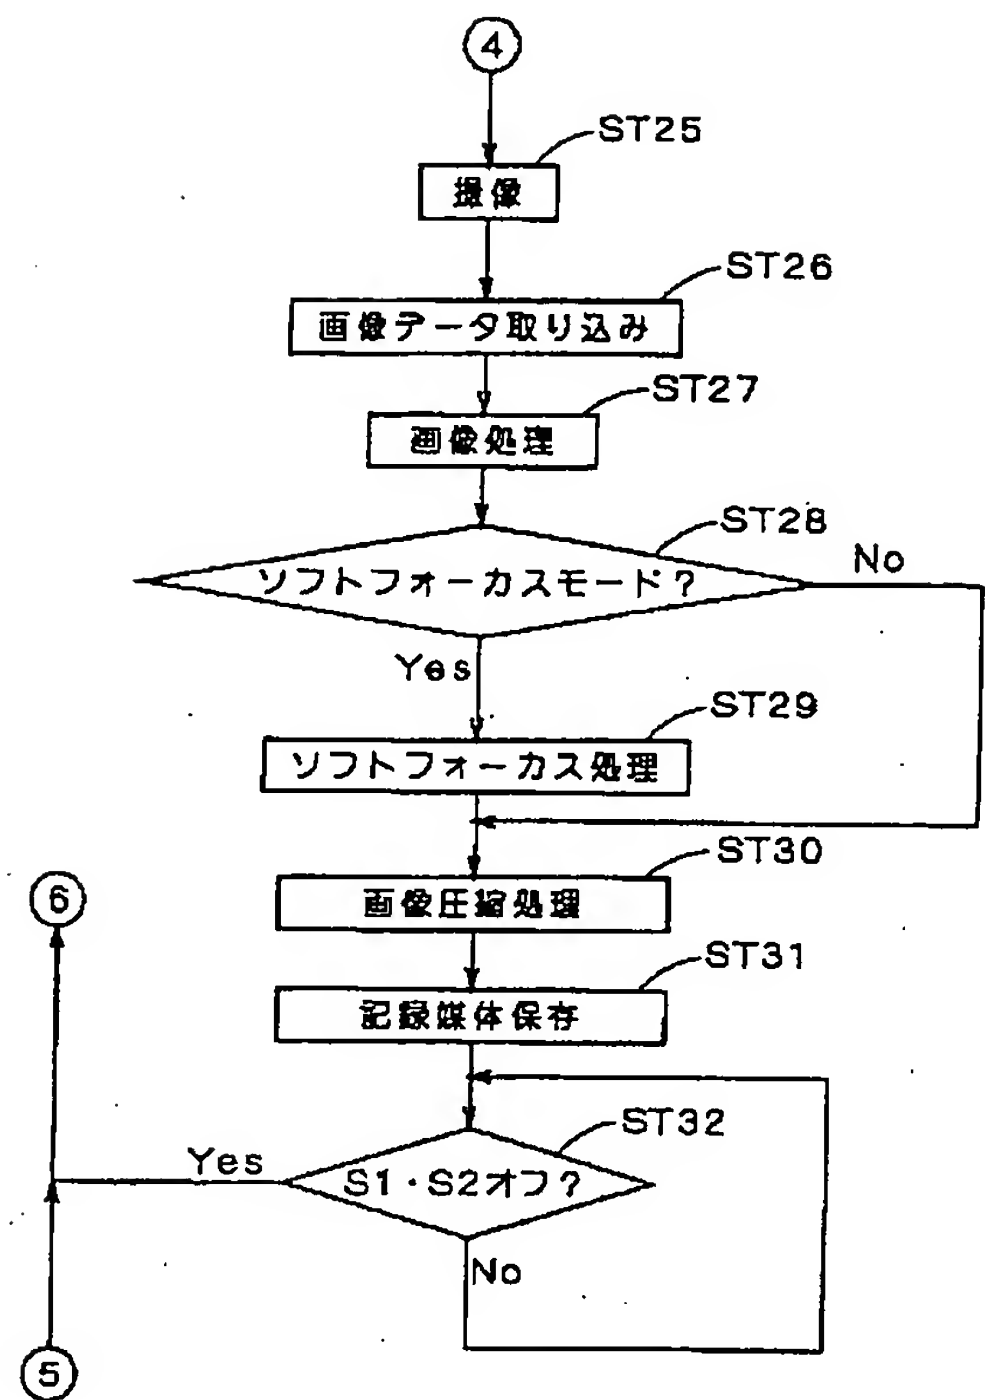 4
ST25
撮像
ST26
画像データ取り込み
ST27
画像処理
ST28
ソフトフォーカスモード？
No
Yes
ST29
ソフトフォーカス処理
ST30
画像圧縮処理
6
ST31
記録媒体保存
ST32
S1・S2オフ？
Yes
No
5